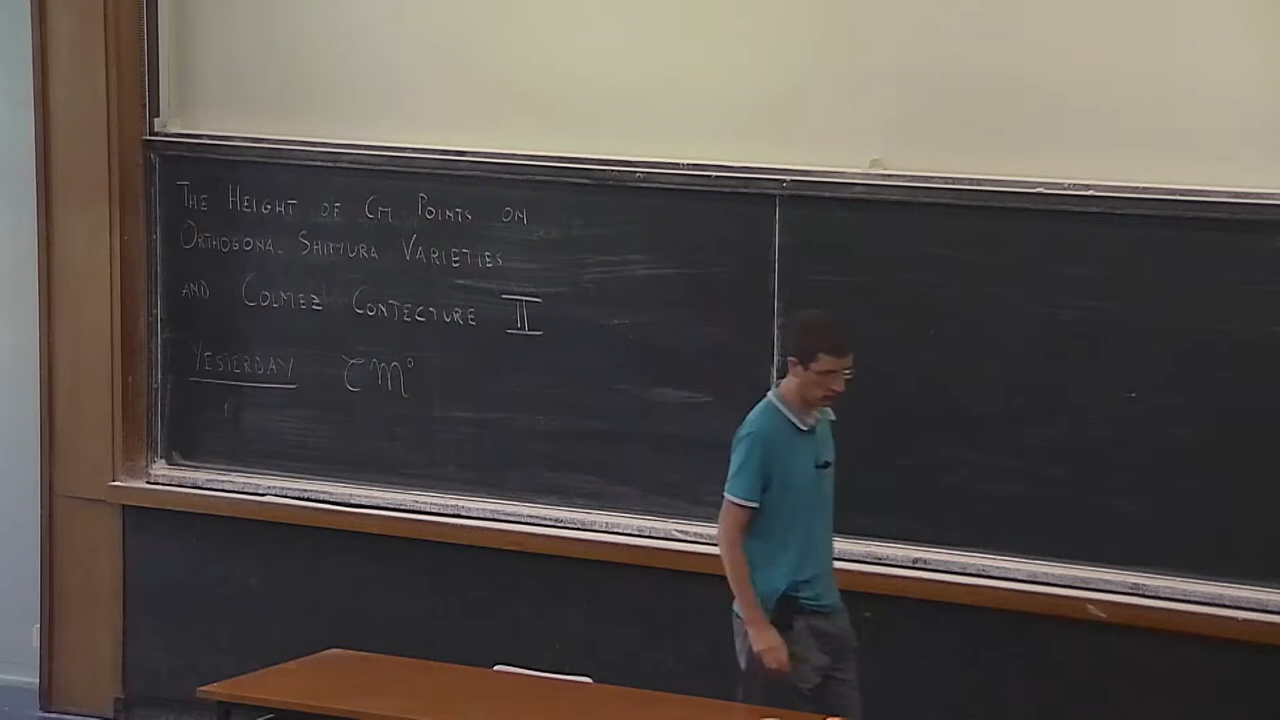 THE HEIGHT OF CM POINTS ON
ORTHOGONAL SHIMURA VARIETIES
AND COLMEZ CONJECTURE II
YESTERDAY